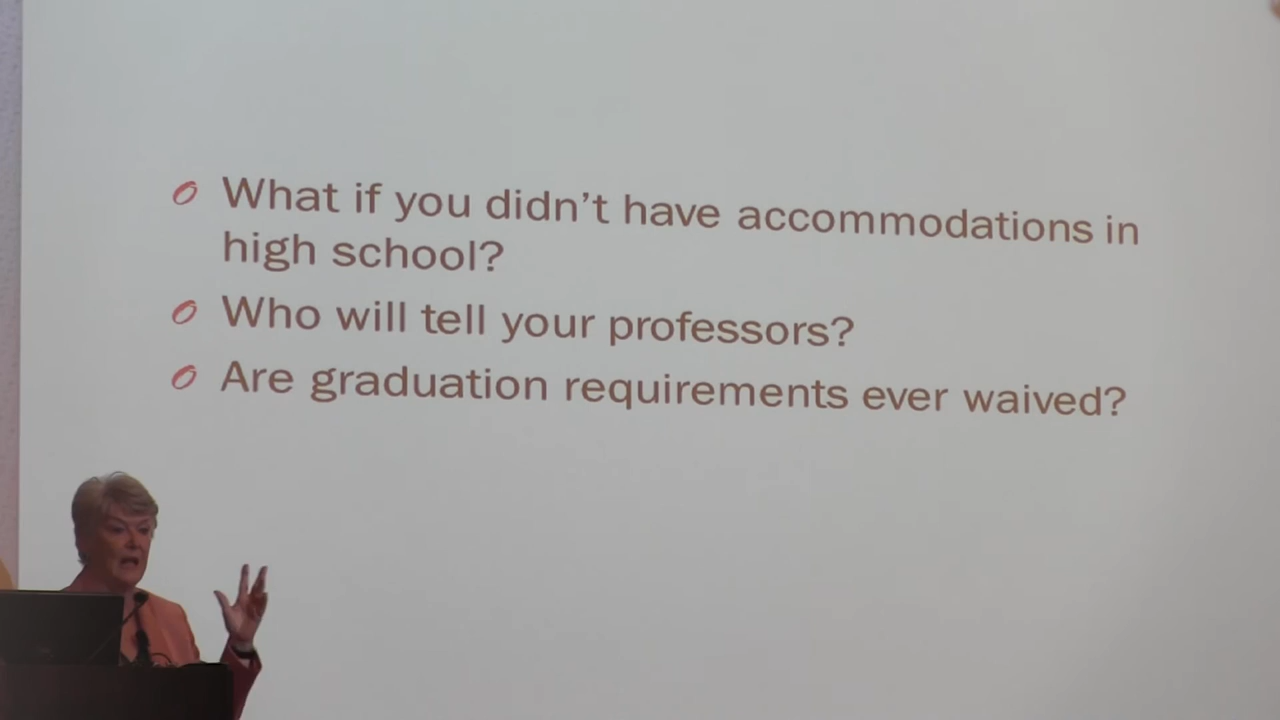 What if you didn’t have accommodations in
high school?
Who will tell your professors?
Are graduation requirements ever waived?